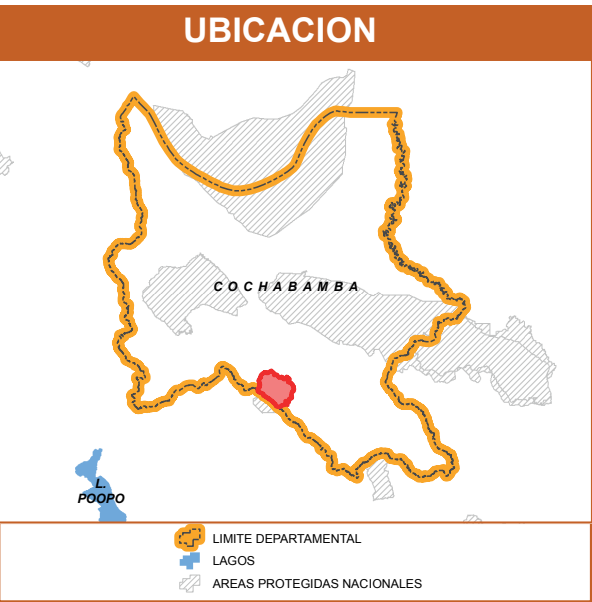 UBICACION
COCHABAMBA
L.
POOPO
LIMITE DEPARTAMENTAL
LAGOS
AREAS PROTEGIDAS NACIONALES